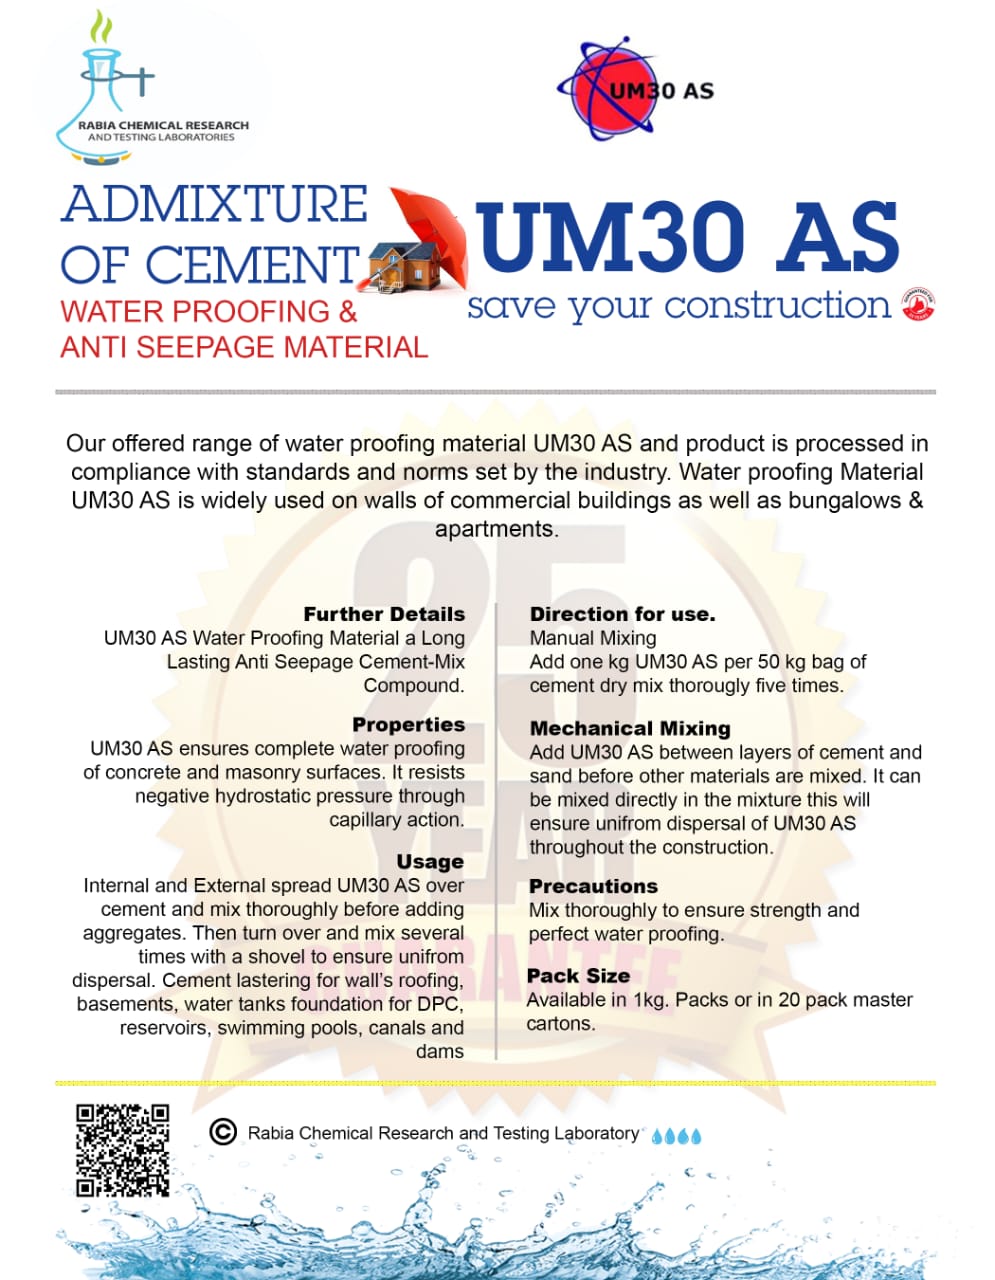 RABIA CHEMICAL RESEARCH
AND TESTING LABORATORIES
UM30 AS
ADMIXTURE
OF CEMENT
WATER PROOFING &
ANTI SEEPAGE MATERIAL
UM30 AS
save your construction
Our offered range of water proofing material UM30 AS and product is processed in
compliance with standards and norms set by the industry. Water proofing Material
UM30 AS is widely used on walls of commercial buildings as well as bungalows &
apartments.
25
YEAR
GUARANTEE
Further Details
UM30 AS Water Proofing Material a Long
Lasting Anti Seepage Cement-Mix
Compound.
Properties
UM30 AS ensures complete water proofing
of concrete and masonry surfaces. It resists
negative hydrostatic pressure through
capillary action.
Usage
Internal and External spread UM30 AS over
cement and mix thoroughly before adding
aggregates. Then turn over and mix several
times with a shovel to ensure unifrom
dispersal. Cement lastering for wall's roofing,
basements, water tanks foundation for DPC,
reservoirs, swimming pools, canals and
dams
Direction for use.
Manual Mixing
Add one kg UM30 AS per 50 kg bag of
cement dry mix thorougly five times.
Mechanical Mixing
Add UM30 AS between layers of cement and
sand before other materials are mixed. It can
be mixed directly in the mixture this will
ensure unifrom dispersal of UM30 AS
throughout the construction.
Precautions
Mix thoroughly to ensure strength and
perfect water proofing.
Pack Size
Available in 1kg. Packs or in 20 pack master
cartons.
© Rabia Chemical Research and Testing Laboratory